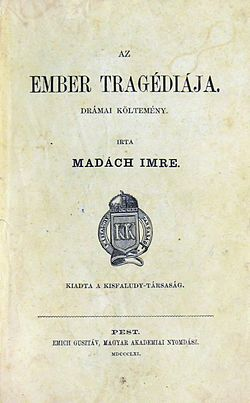 AZ
EMBER TRAGÉDIÁJA.
DRÁMAI KÖLTEMÉNY.
IRTA
MADÁCH IMRE.
KIADTA A KISFALUDY-TÁRSASÁG.
PEST.
EMICH GUSZTÁV, MAGYAR AKADEMIAI NYOMDÁSZ.
MDCCCLXI.